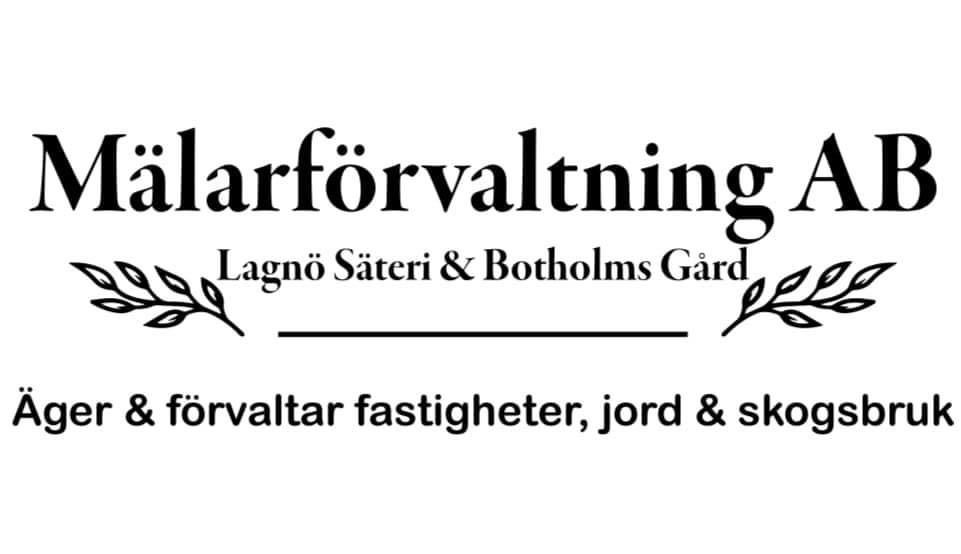 Mälarförvaltning AB
Lagnö Säteri & Botholms Gård
Äger & förvaltar fastigheter, jord & skogsbruk